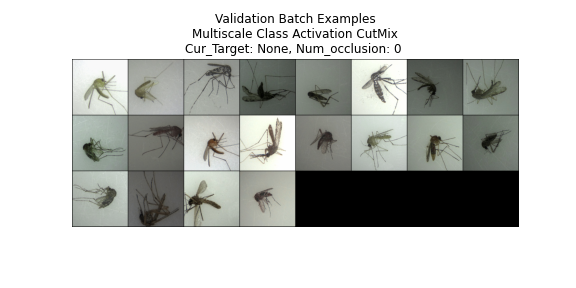 Validation Batch Examples
Multiscale Class Activation CutMix
Cur_Target: None, Num_occlusion: 0